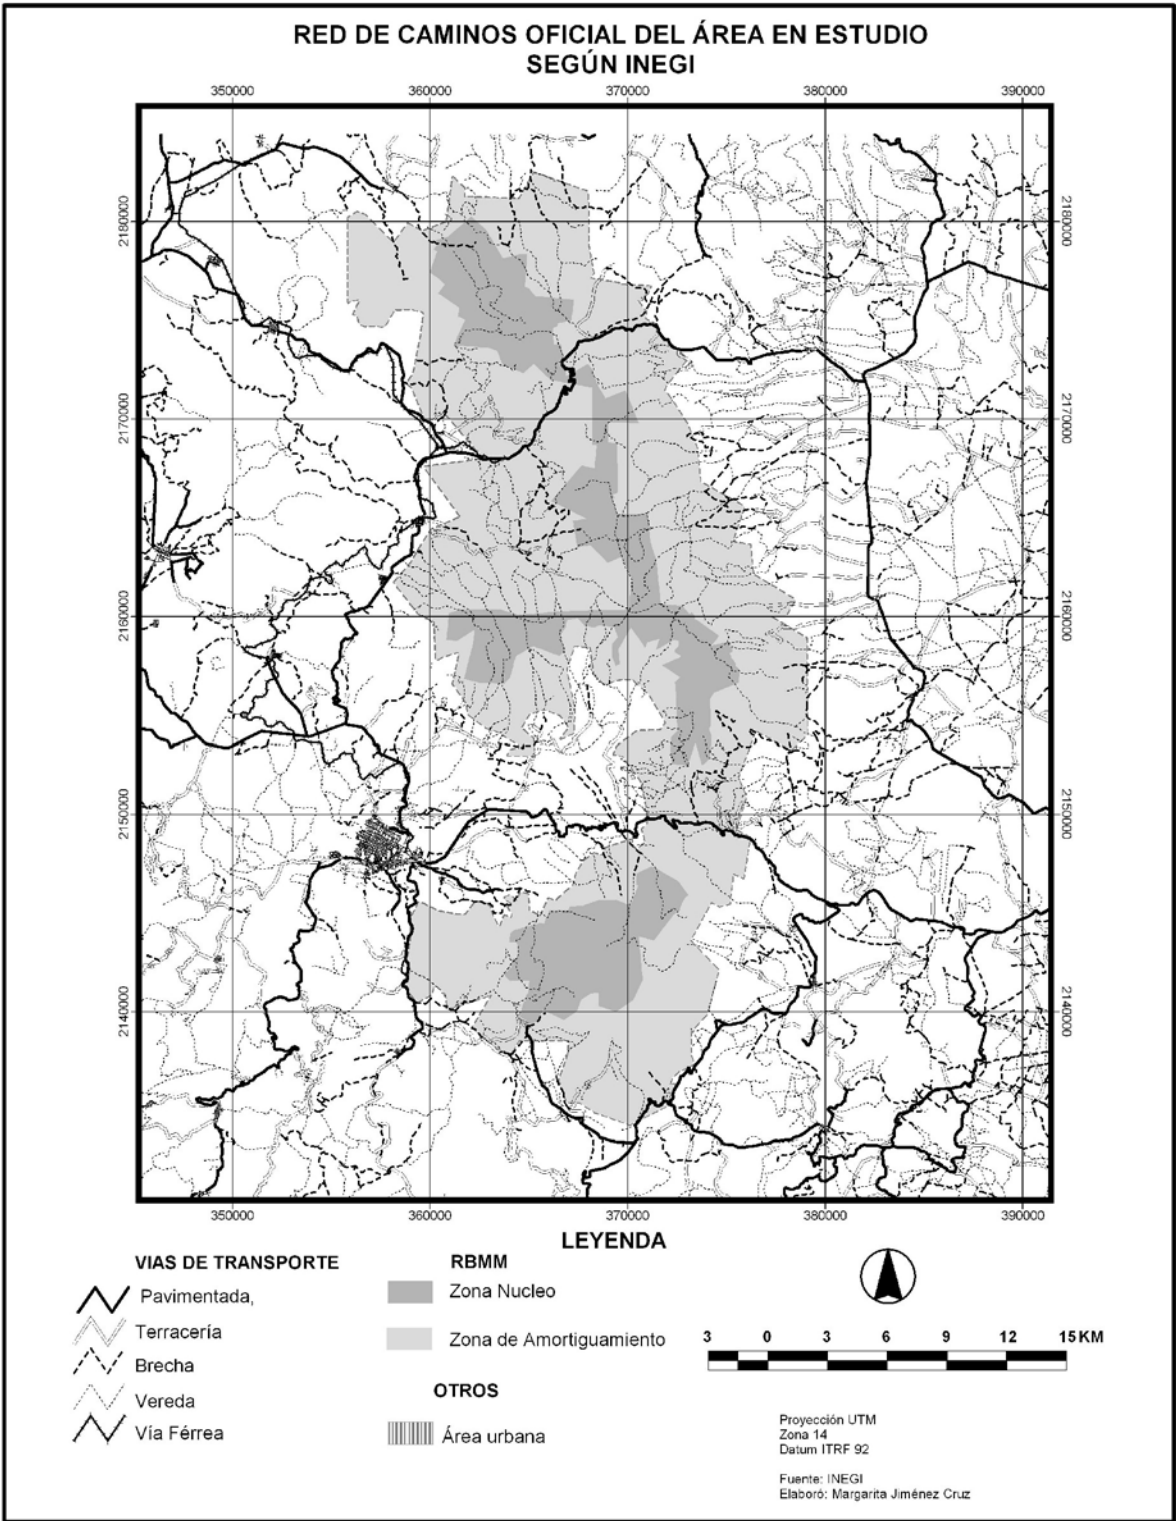 RED DE CAMINOS OFICIAL DEL ÁREA EN ESTUDIO
SEGÚN INEGI
350000 360000 370000 380000 390000
2180000 2180000
2170000 2170000
2160000 2160000
2150000 2150000
2140000 2140000
350000 360000 370000 380000 390000
LEYENDA
VIAS DE TRANSPORTE
Pavimentada,
Terracería
Brecha
Vereda
Vía Férrea
RBMM
Zona Nucleo
Zona de Amortiguamiento
OTROS
Área urbana
3 0 3 6 9 12 15 KM
Proyección UTM
Zona 14
Datum ITRF 92
Fuente: INEGI
Elaboró: Margarita Jiménez Cruz